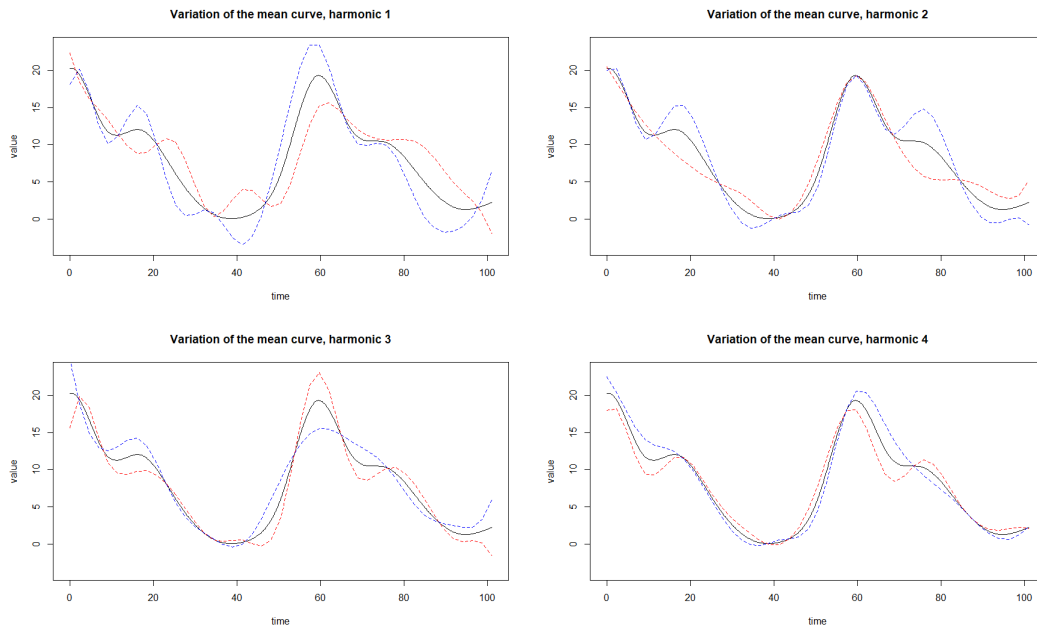 Variation of the mean curve, harmonic 1
value
20
15
10
5
0
0 20 40 60 80 100
time
Variation of the mean curve, harmonic 2
value
20
15
10
5
0
0 20 40 60 80 100
time
Variation of the mean curve, harmonic 3
value
20
15
10
5
0
0 20 40 60 80 100
time
Variation of the mean curve, harmonic 4
value
20
15
10
5
0
0 20 40 60 80 100
time